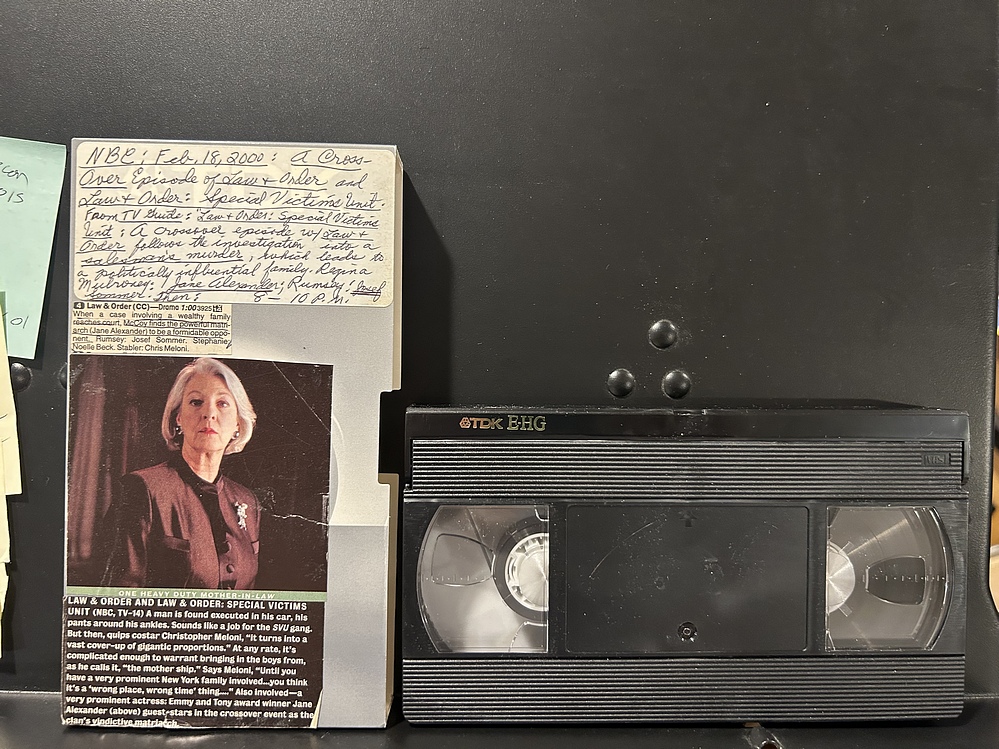 con
015
01
NBC: Feb. 18, 2000: A Cross-
Over Episode of Law + Order and
Law + Order: Special Victims Unit.
From TV Guide: "Law + Order: Special Victims
Unit: A crossover episode w/ Law +
Order follows the investigation into a
salesman's murder, which leads to
a politically influential family. Regina
Mulroney: Jane Alexander; Rumsey: Josef
Sommer. Then: 8 – 10 P.M.
4 Law & Order (CC)—Drama 1:00 3925
When a case involving a wealthy family
reaches court, McCoy finds the powerful matri-
arch (Jane Alexander) to be a formidable oppo-
nent. Rumsey: Josef Sommer. Stephanie:
Noelle Beck. Stabler: Chris Meloni.
ONE HEAVY DUTY MOTHER-IN-LAW
LAW & ORDER AND LAW & ORDER: SPECIAL VICTIMS
UNIT (NBC, TV-14) A man is found executed in his car, his
pants around his ankles. Sounds like a job for the SVU gang.
But then, quips costar Christopher Meloni, "It turns into a
vast cover-up of gigantic proportions." At any rate, it's
complicated enough to warrant bringing in the boys from,
as he calls it, "the mother ship." Says Meloni, "Until you
have a very prominent New York family involved...you think
it's a 'wrong place, wrong time' thing...." Also involved—a
very prominent actress: Emmy and Tony award winner Jane
Alexander (above) guest-stars in the crossover event as the
clan's vindictive matriarch.
TDK E-HG
VHS